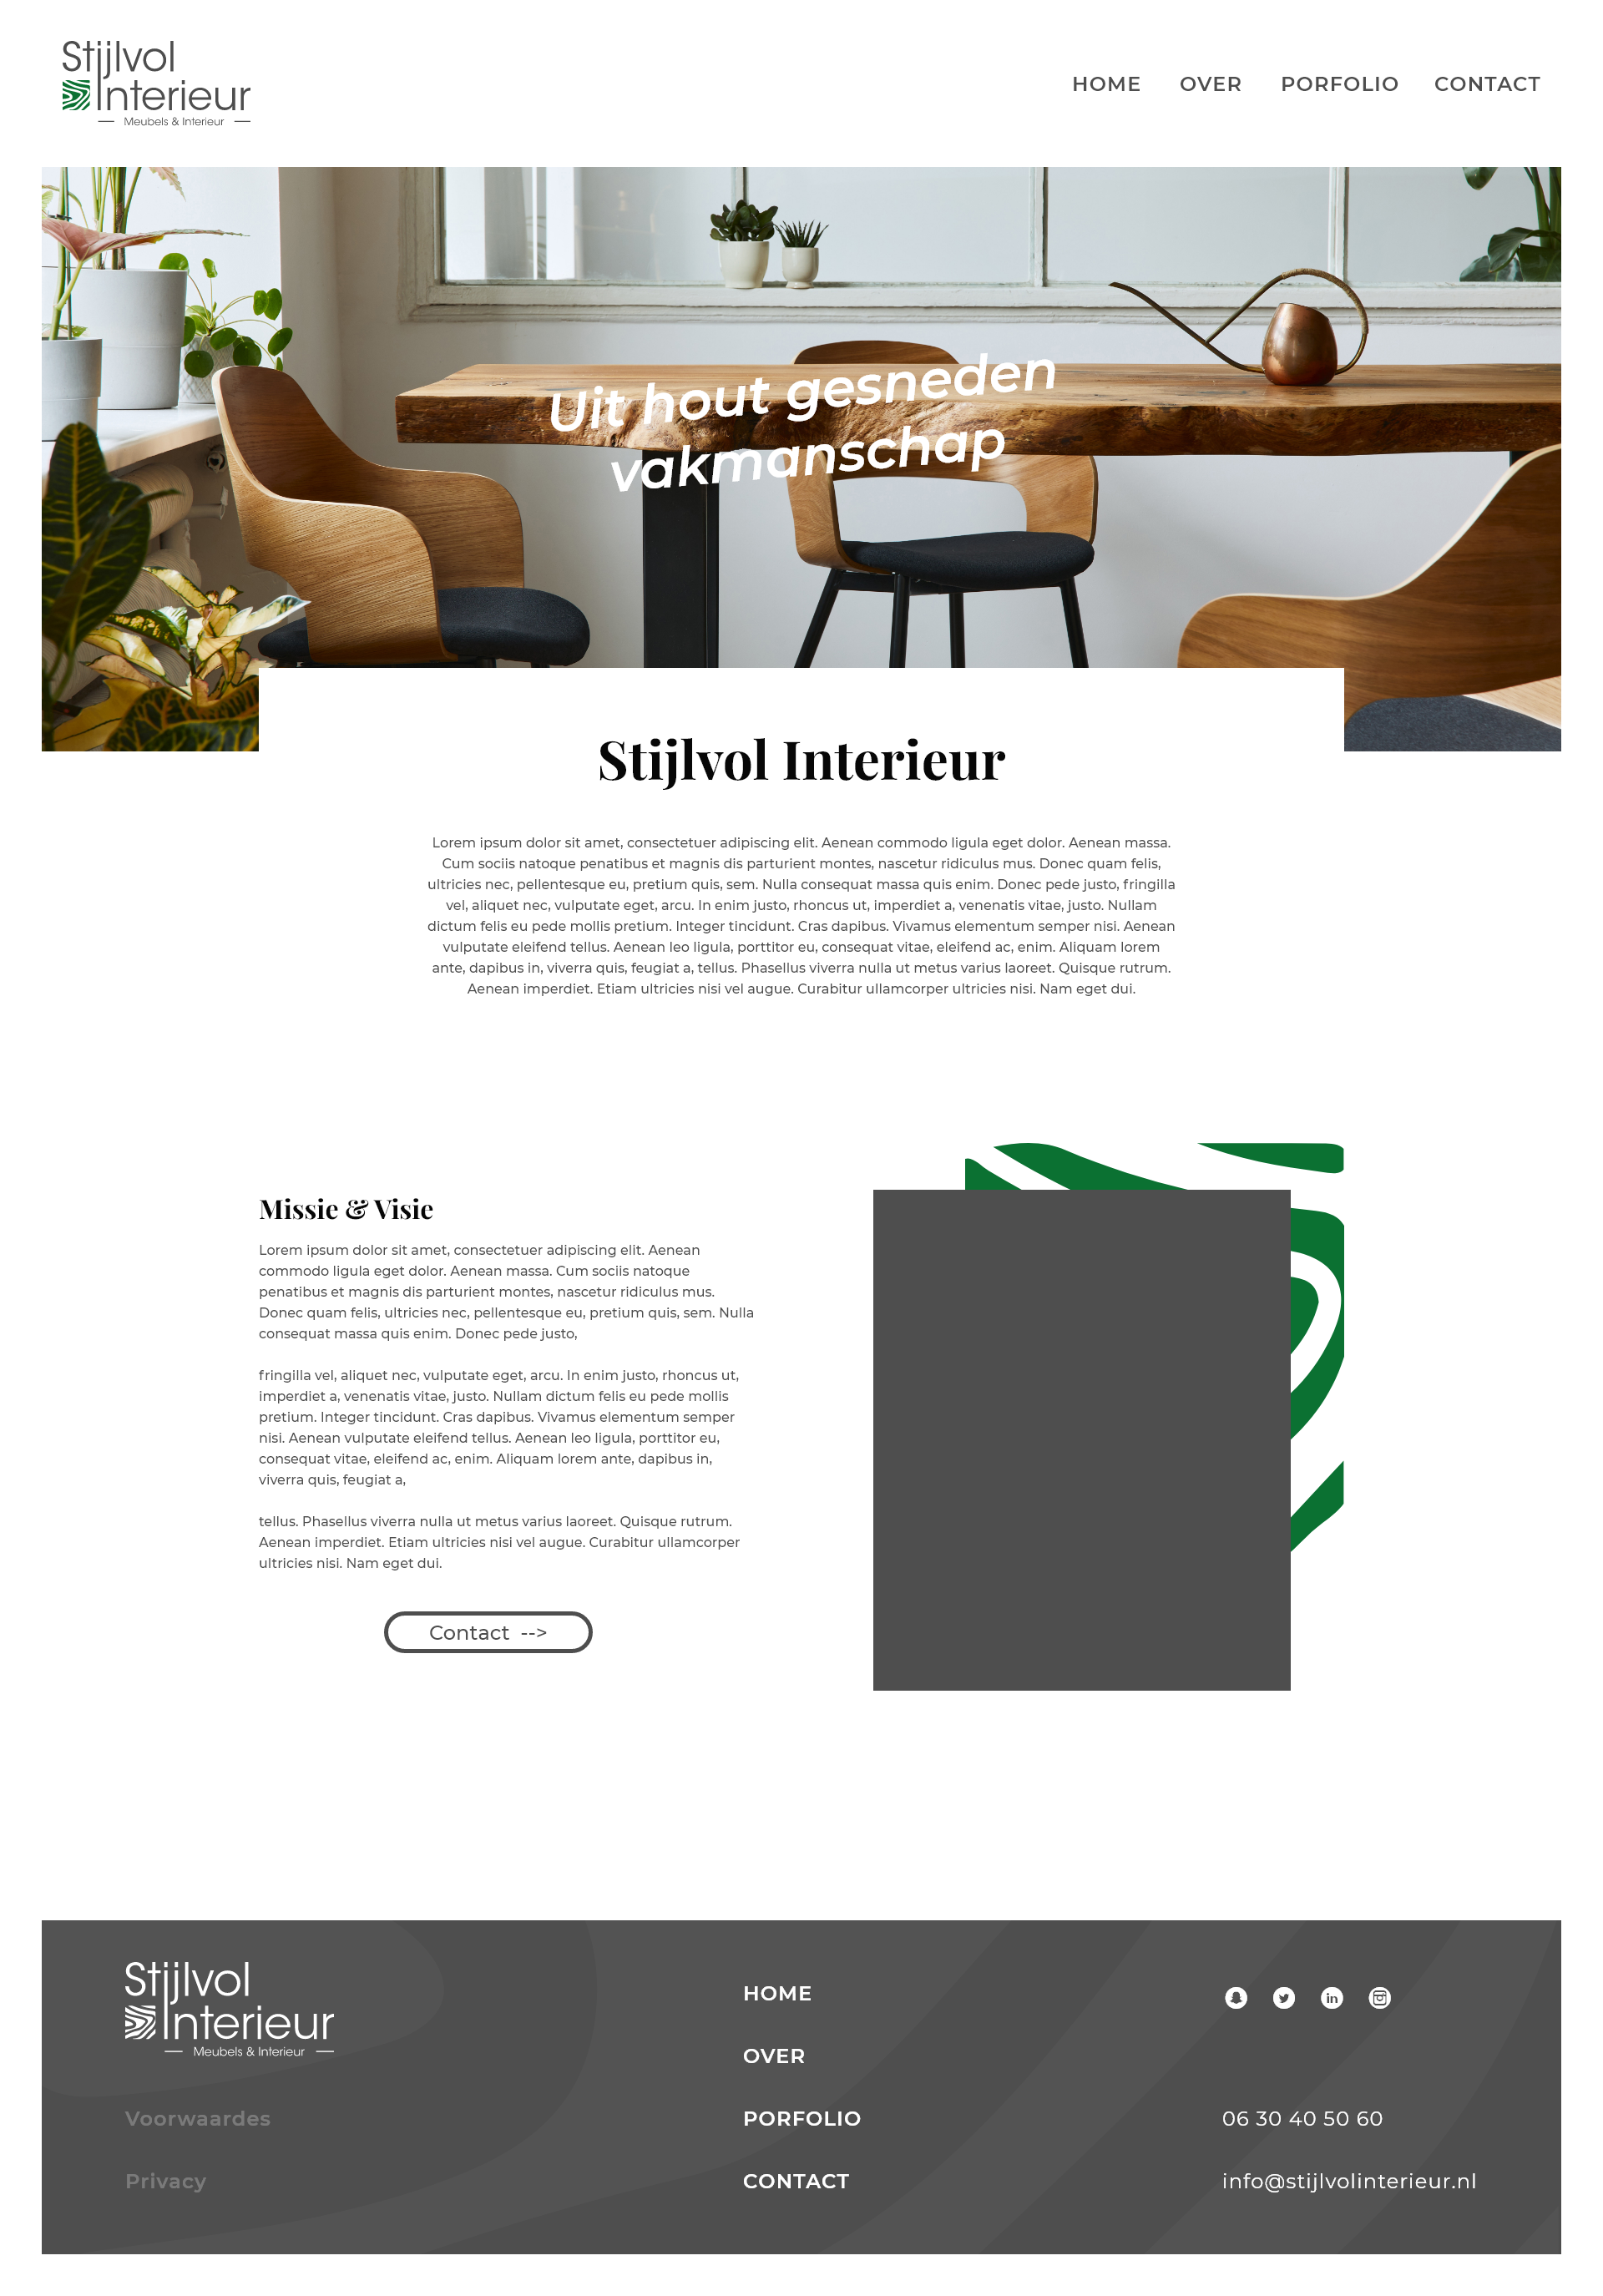 Stijlvol
Interieur
Meubels & Interieur
HOME OVER PORFOLIO CONTACT
Uit hout gesneden
vakmanschap
Stijlvol Interieur
Lorem ipsum dolor sit amet, consectetuer adipiscing elit. Aenean commodo ligula eget dolor. Aenean massa.
Cum sociis natoque penatibus et magnis dis parturient montes, nascetur ridiculus mus. Donec quam felis,
ultricies nec, pellentesque eu, pretium quis, sem. Nulla consequat massa quis enim. Donec pede justo, fringilla
vel, aliquet nec, vulputate eget, arcu. In enim justo, rhoncus ut, imperdiet a, venenatis vitae, justo. Nullam
dictum felis eu pede mollis pretium. Integer tincidunt. Cras dapibus. Vivamus elementum semper nisi. Aenean
vulputate eleifend tellus. Aenean leo ligula, porttitor eu, consequat vitae, eleifend ac, enim. Aliquam lorem
ante, dapibus in, viverra quis, feugiat a, tellus. Phasellus viverra nulla ut metus varius laoreet. Quisque rutrum.
Aenean imperdiet. Etiam ultricies nisi vel augue. Curabitur ullamcorper ultricies nisi. Nam eget dui.
Missie & Visie
Lorem ipsum dolor sit amet, consectetuer adipiscing elit. Aenean
commodo ligula eget dolor. Aenean massa. Cum sociis natoque
penatibus et magnis dis parturient montes, nascetur ridiculus mus.
Donec quam felis, ultricies nec, pellentesque eu, pretium quis, sem. Nulla
consequat massa quis enim. Donec pede justo,
fringilla vel, aliquet nec, vulputate eget, arcu. In enim justo, rhoncus ut,
imperdiet a, venenatis vitae, justo. Nullam dictum felis eu pede mollis
pretium. Integer tincidunt. Cras dapibus. Vivamus elementum semper
nisi. Aenean vulputate eleifend tellus. Aenean leo ligula, porttitor eu,
consequat vitae, eleifend ac, enim. Aliquam lorem ante, dapibus in,
viverra quis, feugiat a,
tellus. Phasellus viverra nulla ut metus varius laoreet. Quisque rutrum.
Aenean imperdiet. Etiam ultricies nisi vel augue. Curabitur ullamcorper
ultricies nisi. Nam eget dui.
Contact -->
Stijlvol
Interieur
Meubels & Interieur
Voorwaardes
Privacy
HOME
OVER
PORFOLIO
CONTACT
in
06 30 40 50 60
info@stijlvolinterieur.nl